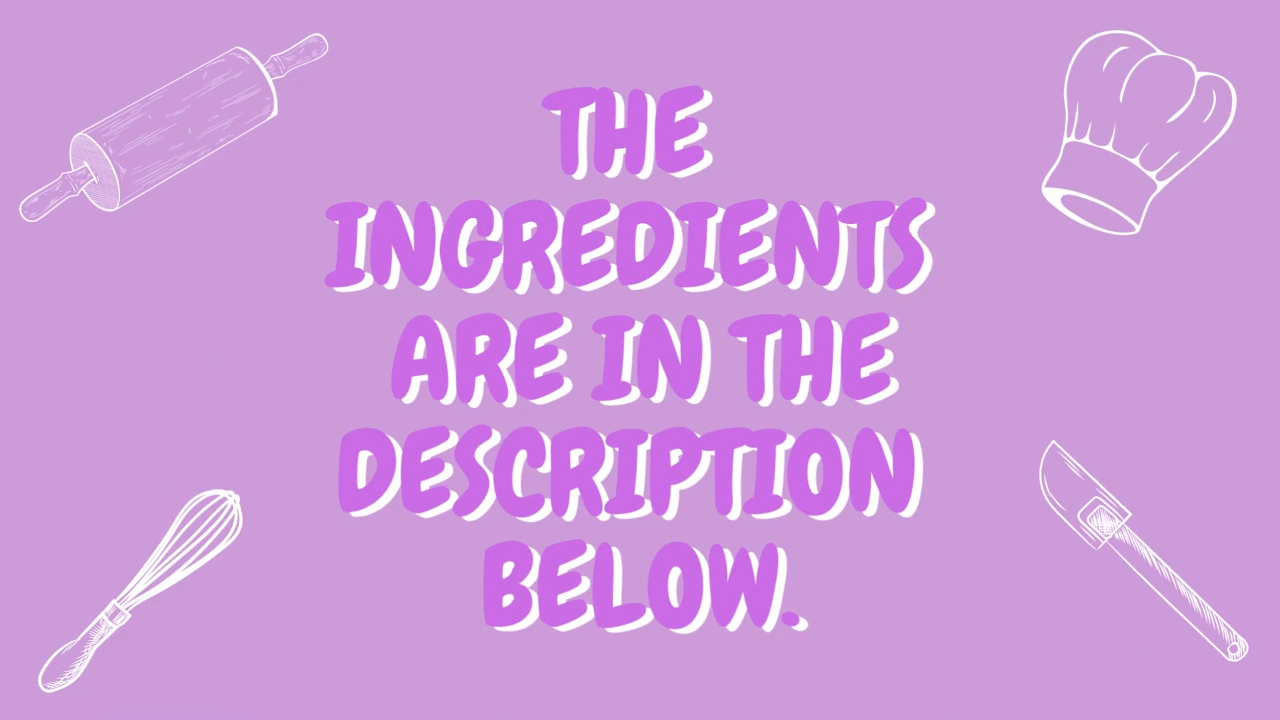 THE
INGREDIENTS
ARE IN THE
DESCRIPTION
BELOW.